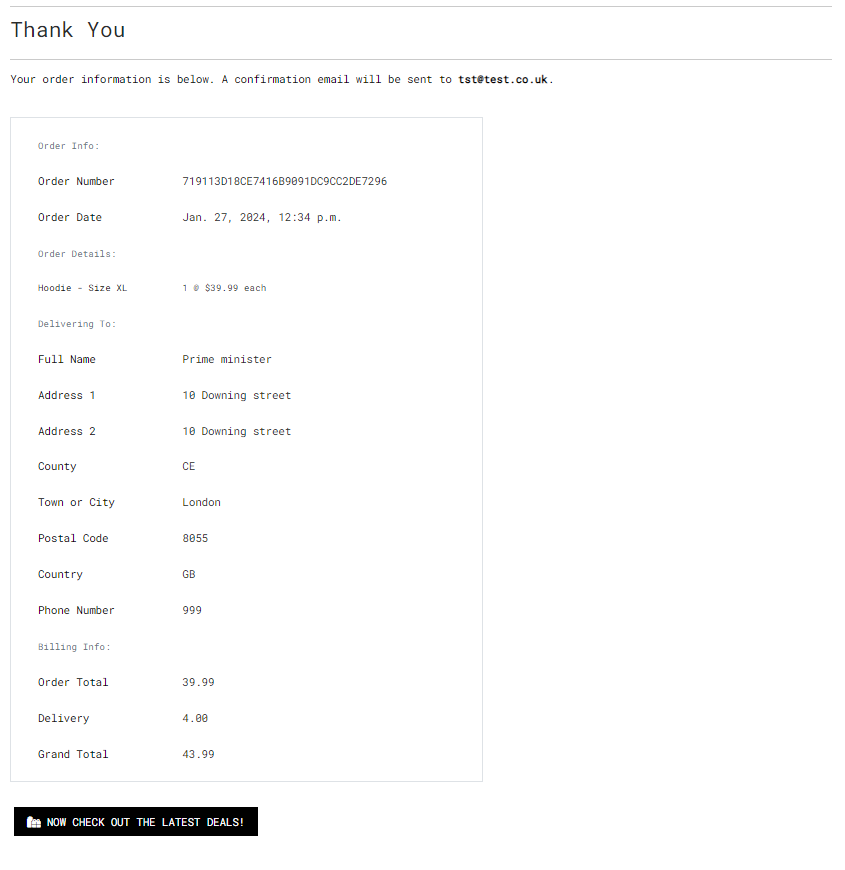 Thank You
Your order information is below. A confirmation email will be sent to tst@test.co.uk.
Order Info:
Order Number 719113D18CE7416B9091DC9CC2DE7296
Order Date Jan. 27, 2024, 12:34 p.m.
Order Details:
Hoodie - Size XL 1 @ $39.99 each
Delivering To:
Full Name Prime minister
Address 1 10 Downing street
Address 2 10 Downing street
County CE
Town or City London
Postal Code 8055
Country GB
Phone Number 999
Billing Info:
Order Total 39.99
Delivery 4.00
Grand Total 43.99
NOW CHECK OUT THE LATEST DEALS!